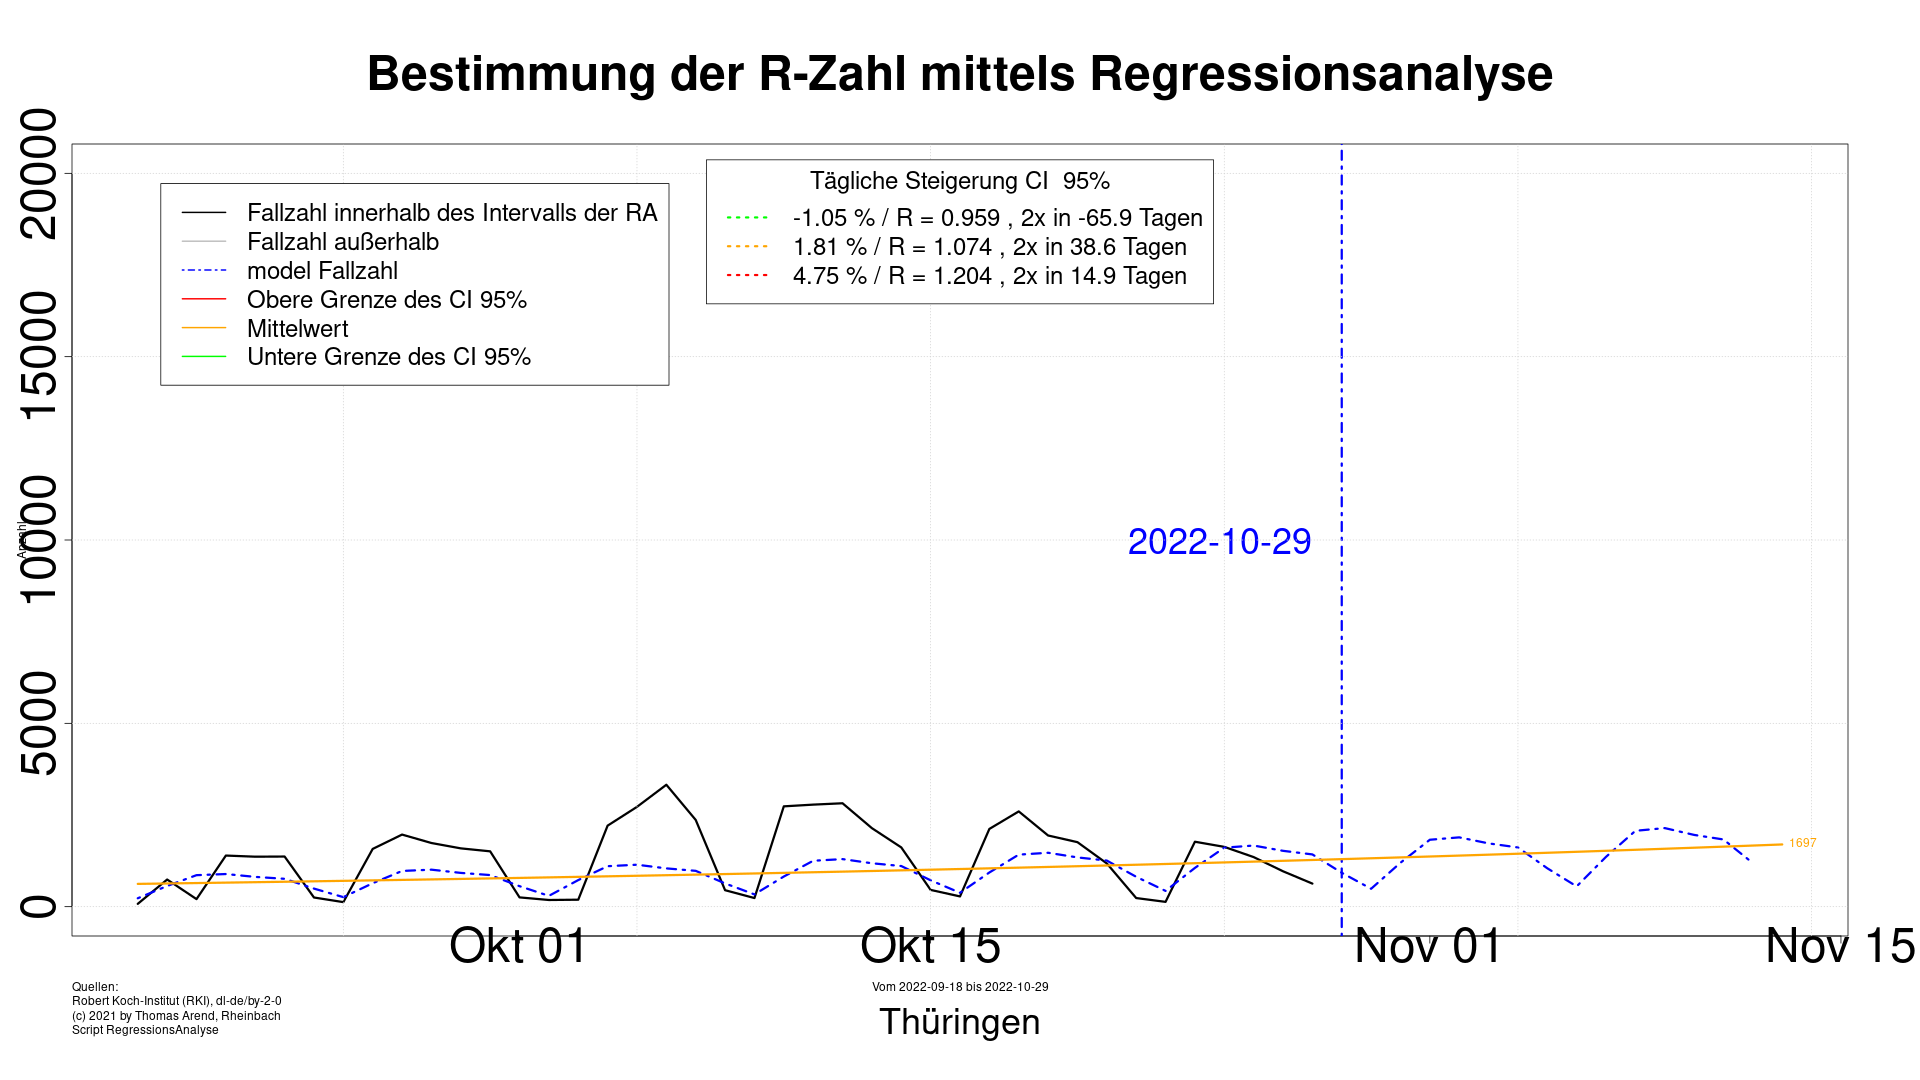 Bestimmung der R-Zahl mittels Regressionsanalyse
20000
15000
10000
5000
0
Anzahl
Fallzahl innerhalb des Intervalls der RA
Fallzahl außerhalb
model Fallzahl
Obere Grenze des CI 95%
Mittelwert
Untere Grenze des CI 95%
Tägliche Steigerung CI  95%
-1.05 % / R = 0.959 , 2x in -65.9 Tagen
1.81 % / R = 1.074 , 2x in 38.6 Tagen
4.75 % / R = 1.204 , 2x in 14.9 Tagen
2022-10-29
1697
Okt 01
Okt 15
Nov 01
Nov 15
Quellen:
Robert Koch-Institut (RKI), dl-de/by-2-0
(c) 2021 by Thomas Arend, Rheinbach
Script RegressionsAnalyse
Vom 2022-09-18 bis 2022-10-29
Thüringen